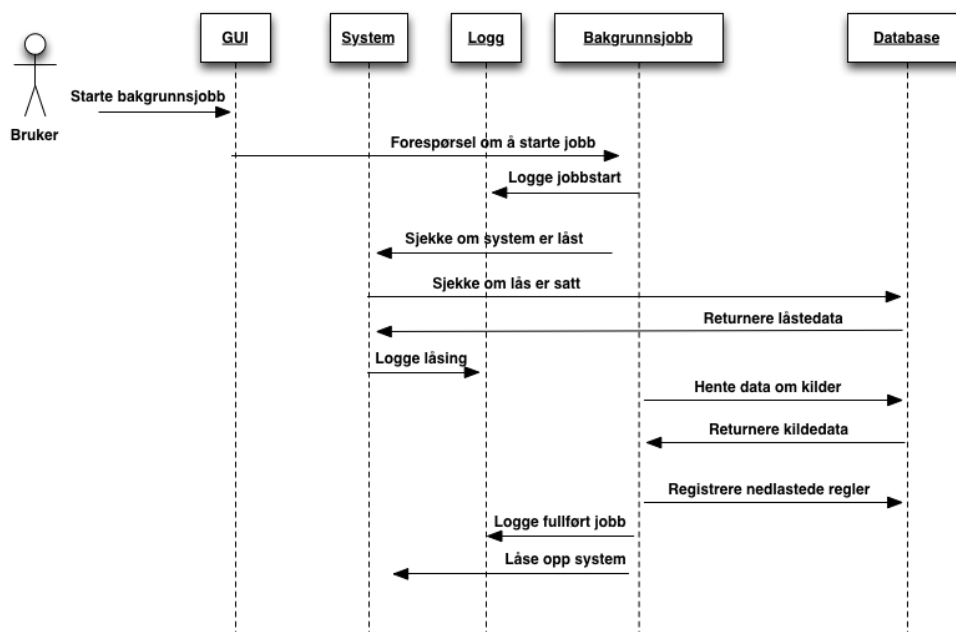 GUI
System
Logg
Bakgrunnsjobb
Database
Bruker
Starte bakgrunnsjobb
Forespørsel om å starte jobb
Logge jobbstart
Sjekke om system er låst
Sjekke om lås er satt
Returnere låstedata
Logge låsing
Hente data om kilder
Returnere kildedata
Registrere nedlastede regler
Logge fullført jobb
Låse opp system